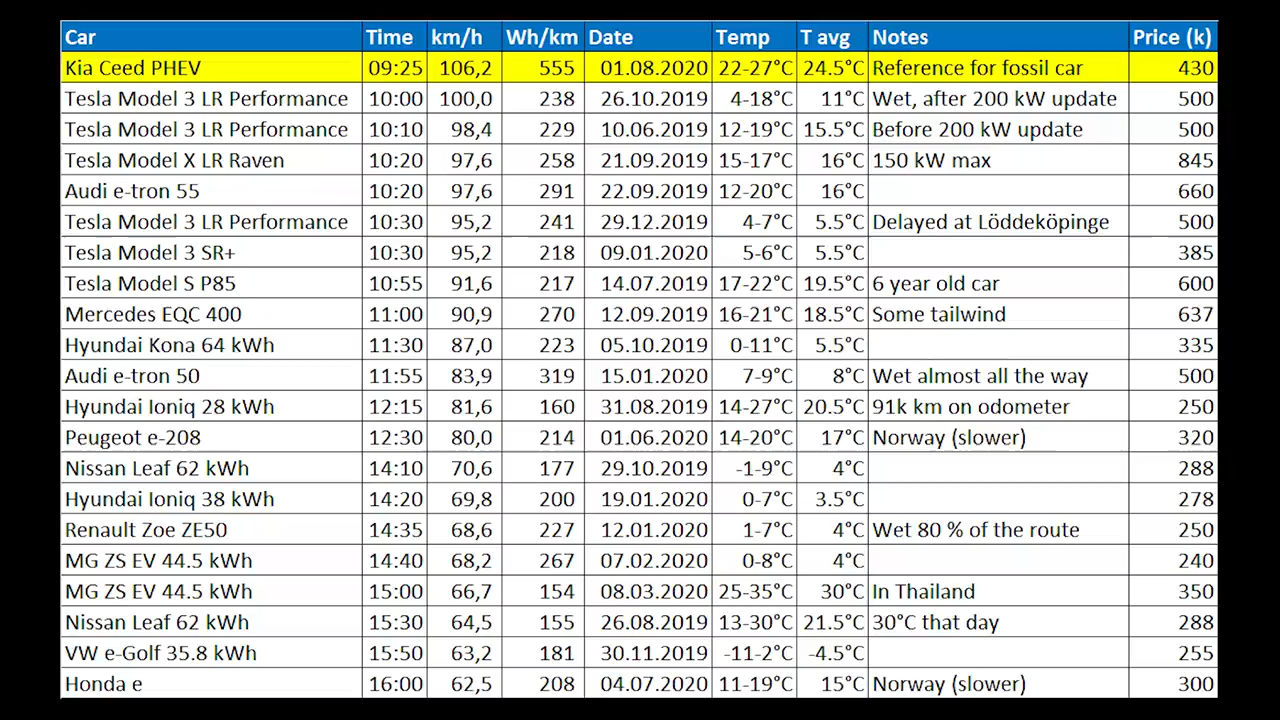 Car Time km/h Wh/km Date Temp T avg Notes Price (k)
Kia Ceed PHEV 09:25 106,2 555 01.08.2020 22-27°C 24.5°C Reference for fossil car 430
Tesla Model 3 LR Performance 10:00 100,0 238 26.10.2019 4-18°C 11°C Wet, after 200 kW update 500
Tesla Model 3 LR Performance 10:10 98,4 229 10.06.2019 12-19°C 15.5°C Before 200 kW update 500
Tesla Model X LR Raven 10:20 97,6 258 21.09.2019 15-17°C 16°C 150 kW max 845
Audi e-tron 55 10:20 97,6 291 22.09.2019 12-20°C 16°C 660
Tesla Model 3 LR Performance 10:30 95,2 241 29.12.2019 4-7°C 5.5°C Delayed at Löddeköpinge 500
Tesla Model 3 SR+ 10:30 95,2 218 09.01.2020 5-6°C 5.5°C 385
Tesla Model S P85 10:55 91,6 217 14.07.2019 17-22°C 19.5°C 6 year old car 600
Mercedes EQC 400 11:00 90,9 270 12.09.2019 16-21°C 18.5°C Some tailwind 637
Hyundai Kona 64 kWh 11:30 87,0 223 05.10.2019 0-11°C 5.5°C 335
Audi e-tron 50 11:55 83,9 319 15.01.2020 7-9°C 8°C Wet almost all the way 500
Hyundai Ioniq 28 kWh 12:15 81,6 160 31.08.2019 14-27°C 20.5°C 91k km on odometer 250
Peugeot e-208 12:30 80,0 214 01.06.2020 14-20°C 17°C Norway (slower) 320
Nissan Leaf 62 kWh 14:10 70,6 177 29.10.2019 -1-9°C 4°C 288
Hyundai Ioniq 38 kWh 14:20 69,8 200 19.01.2020 0-7°C 3.5°C 278
Renault Zoe ZE50 14:35 68,6 227 12.01.2020 1-7°C 4°C Wet 80 % of the route 250
MG ZS EV 44.5 kWh 14:40 68,2 267 07.02.2020 0-8°C 4°C 240
MG ZS EV 44.5 kWh 15:00 66,7 154 08.03.2020 25-35°C 30°C In Thailand 350
Nissan Leaf 62 kWh 15:30 64,5 155 26.08.2019 13-30°C 21.5°C 30°C that day 288
VW e-Golf 35.8 kWh 15:50 63,2 181 30.11.2019 -11-2°C -4.5°C 255
Honda e 16:00 62,5 208 04.07.2020 11-19°C 15°C Norway (slower) 300